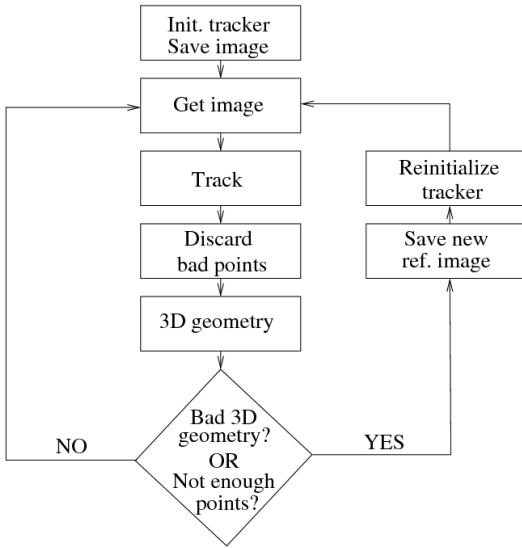 Init. tracker
Save image
Get image
Track
Reinitialize
tracker
Discard
bad points
Save new
ref. image
3D geometry
Bad 3D
geometry?
OR
Not enough
points?
NO
YES